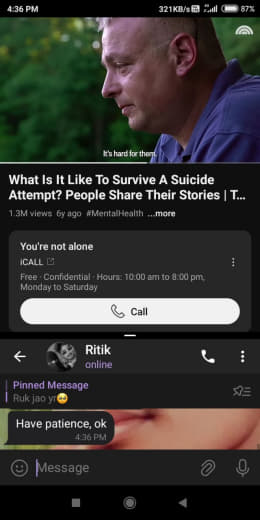 4:36 PM 321KB/s 87%
It's hard for them.
What Is It Like To Survive A Suicide
Attempt? People Share Their Stories | T...
1.3M views 6y ago #MentalHealth ...more
You're not alone
iCALL
Free · Confidential · Hours: 10:00 am to 8:00 pm,
Monday to Saturday
Call
Ritik
online
Pinned Message
Ruk jao yr🥺
Have patience, ok
4:36 PM
Message